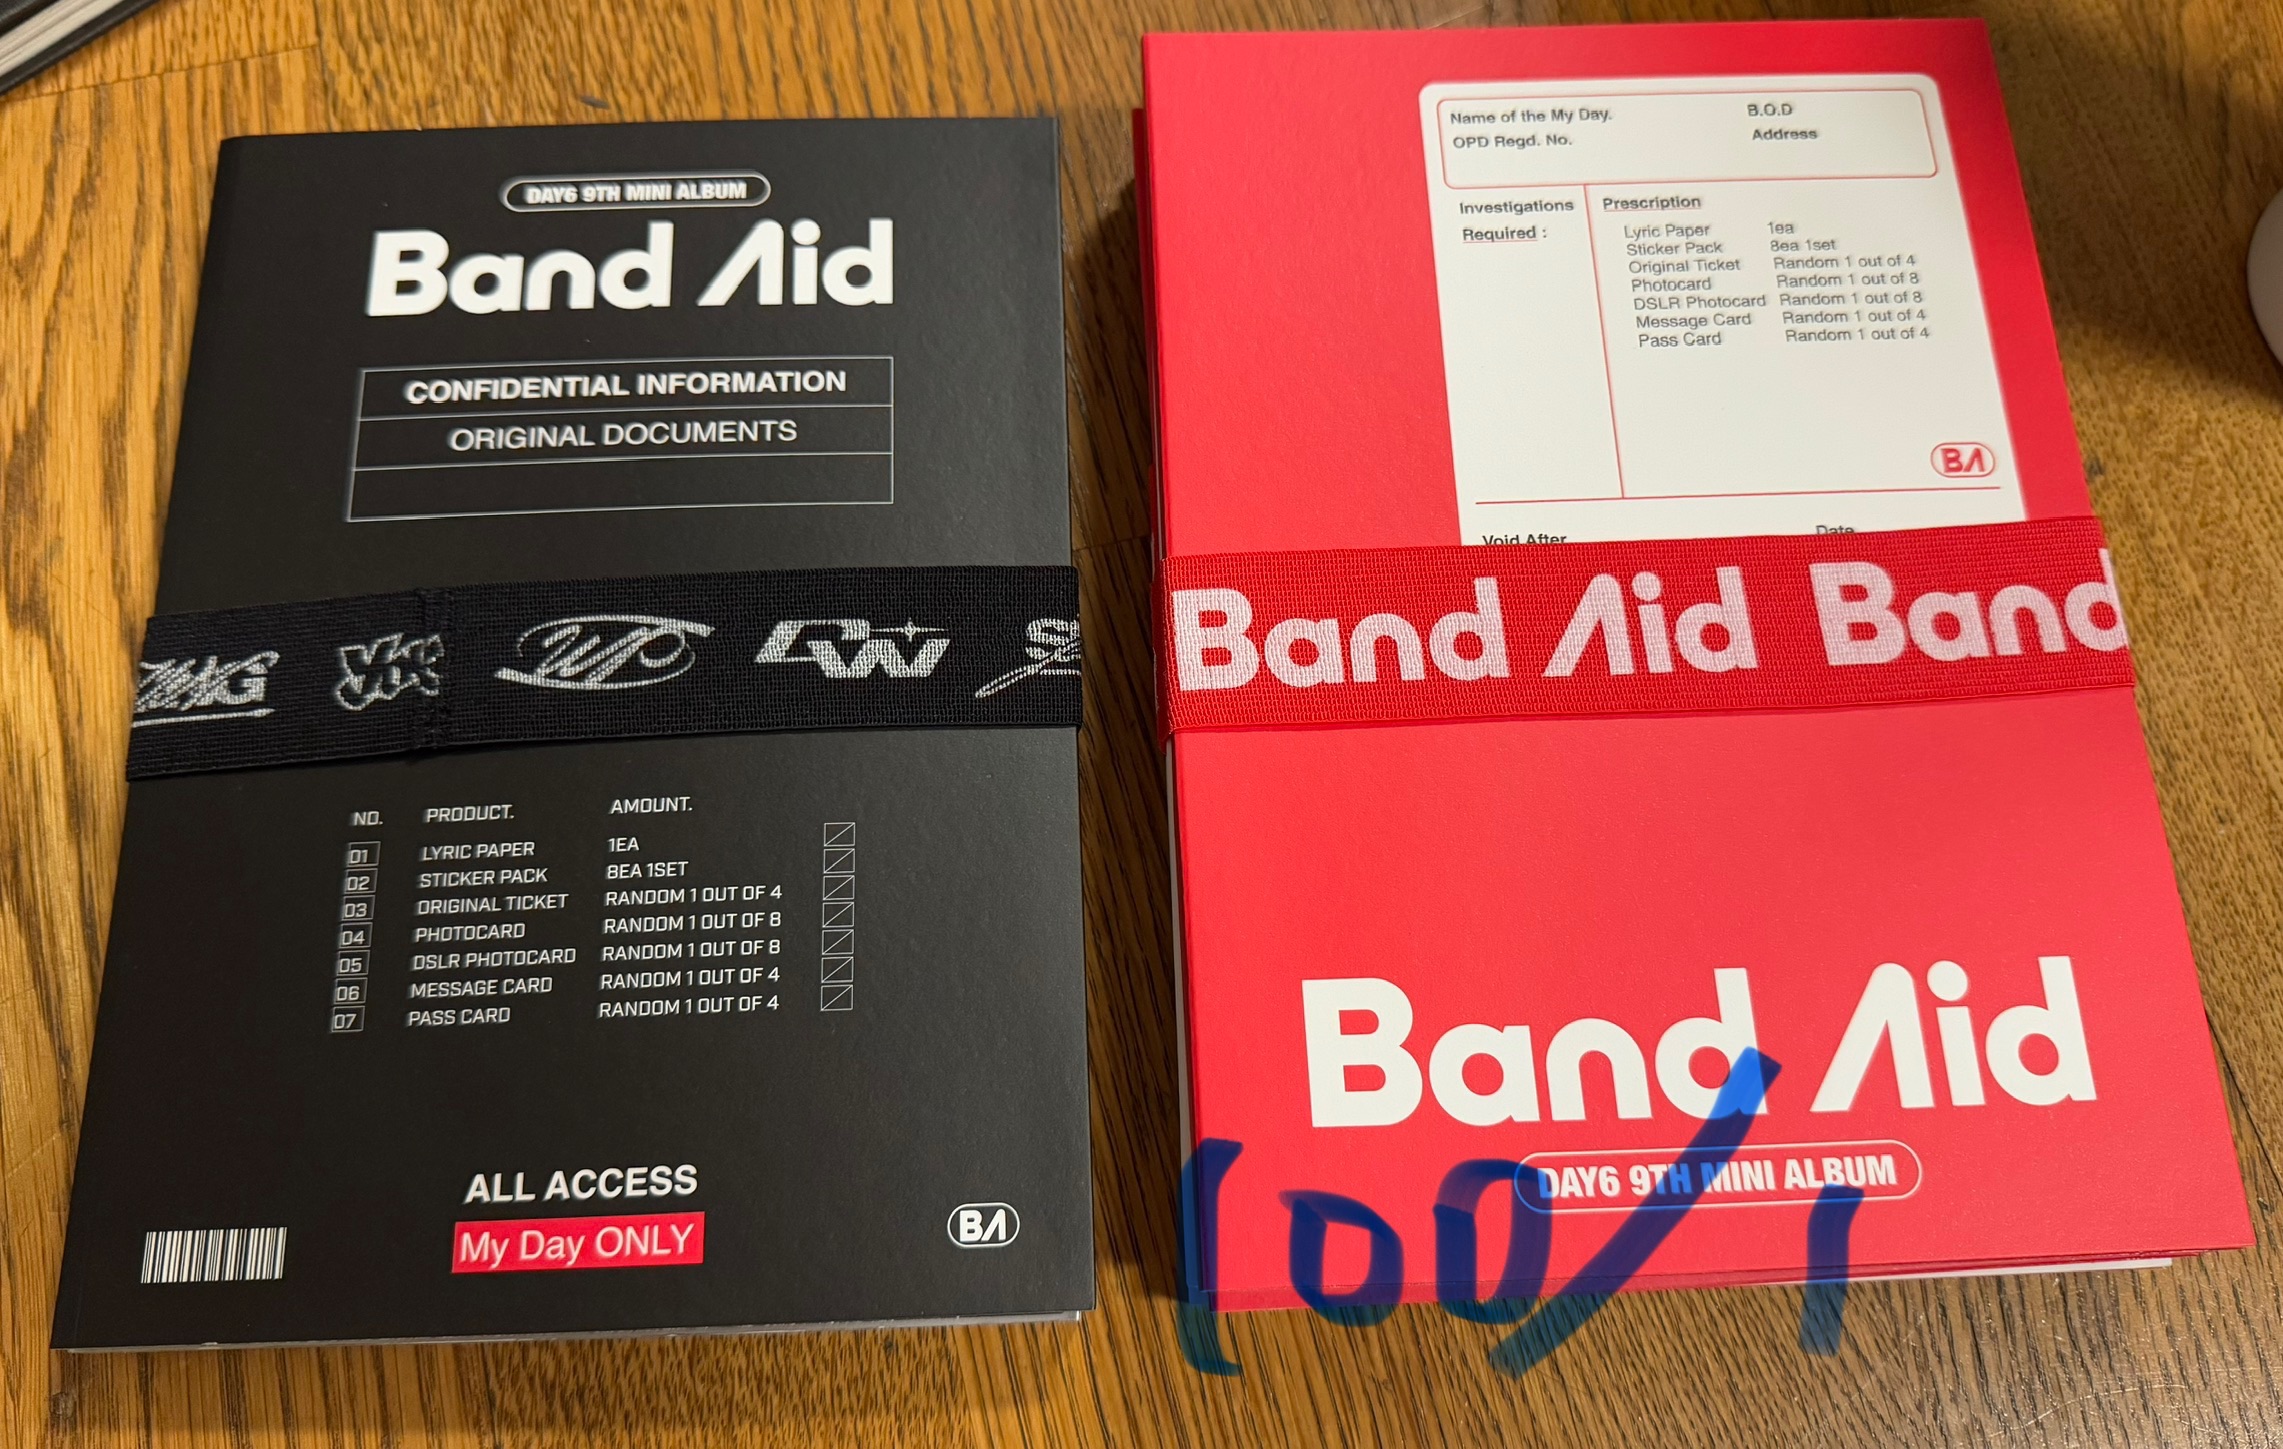 DAY6 9TH MINI ALBUM
Band Aid
CONFIDENTIAL INFORMATION
ORIGINAL DOCUMENTS
WP DW
NO. PRODUCT. AMOUNT.
01 LYRIC PAPER 1EA
02 STICKER PACK 8EA 1SET
03 ORIGINAL TICKET RANDOM 1 OUT OF 4
04 PHOTOCARD RANDOM 1 OUT OF 8
05 DSLR PHOTOCARD RANDOM 1 OUT OF 8
06 MESSAGE CARD RANDOM 1 OUT OF 4
07 PASS CARD RANDOM 1 OUT OF 4
ALL ACCESS
My Day ONLY
BA
Name of the My Day. B.O.D
OPD Regd. No. Address
Investigations
Required :
Prescription
Lyric Paper 1ea
Sticker Pack 8ea 1set
Original Ticket Random 1 out of 4
Photocard Random 1 out of 8
DSLR Photocard Random 1 out of 8
Message Card Random 1 out of 4
Pass Card Random 1 out of 4
BA
Void After Date
Band Aid Band
Band Aid
DAY6 9TH MINI ALBUM
100/1